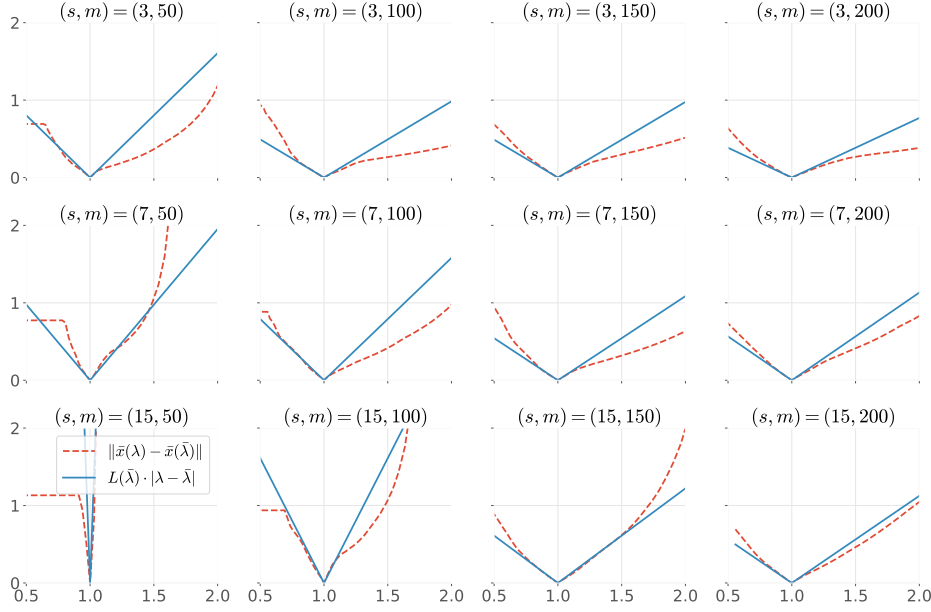 (s, m) = (3, 50) (s, m) = (3, 100) (s, m) = (3, 150) (s, m) = (3, 200)
2
1
0
(s, m) = (7, 50) (s, m) = (7, 100) (s, m) = (7, 150) (s, m) = (7, 200)
2
1
0
(s, m) = (15, 50) (s, m) = (15, 100) (s, m) = (15, 150) (s, m) = (15, 200)
2
‖x̄(λ) − x̄(λ̄)‖
L(λ̄) · |λ − λ̄|
1
0
0.5 1.0 1.5 2.0 0.5 1.0 1.5 2.0 0.5 1.0 1.5 2.0 0.5 1.0 1.5 2.0